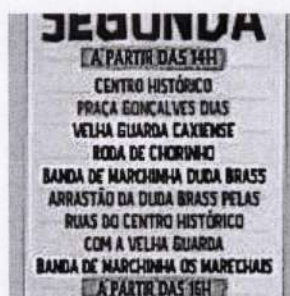 SEGUNDA
A PARTIR DAS 14H
CENTRO HISTÓRICO
PRAÇA GONÇALVES DIAS
VELHA GUARDA CAXIENSE
RODA DE CHORINHO
BANDA DE MARCHINHA DUDA BRASS
ARRASTÃO DA DUDA BRASS PELAS
RUAS DO CENTRO HISTÓRICO
COM A VELHA GUARDA
BANDA DE MARCHINHA OS MARECHAIS
A PARTIR DAS 16H